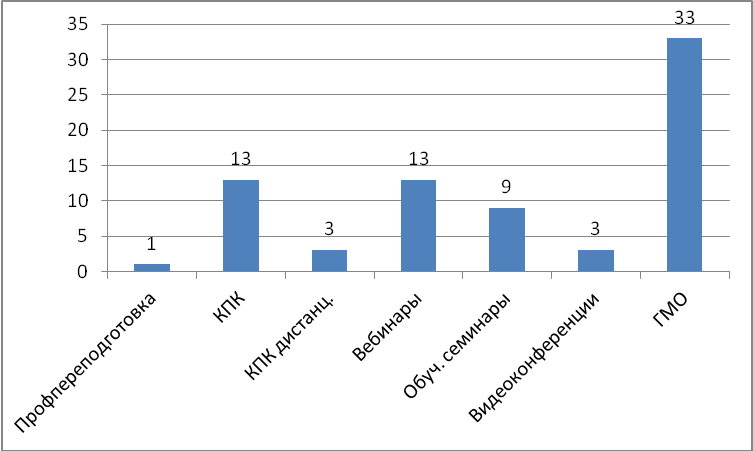 35
30
25
20
15
10
5
0
1
13
3
13
9
3
33
Профпереподготовка
КПК
КПК дистанц.
Вебинары
Обуч. семинары
Видеоконференции
ГМО